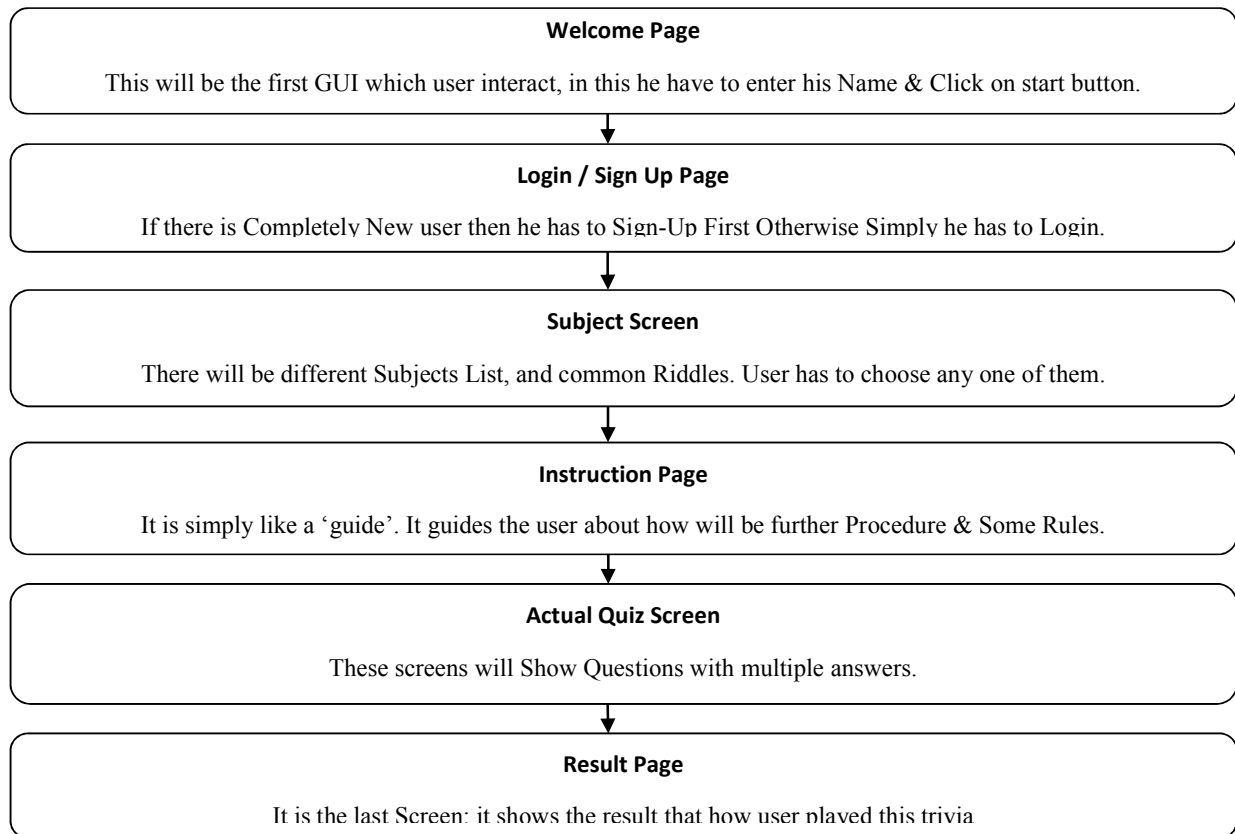 Welcome Page
This will be the first GUI which user interact, in this he have to enter his Name & Click on start button.
Login / Sign Up Page
If there is Completely New user then he has to Sign-Up First Otherwise Simply he has to Login.
Subject Screen
There will be different Subjects List, and common Riddles. User has to choose any one of them.
Instruction Page
It is simply like a ‘guide’. It guides the user about how will be further Procedure & Some Rules.
Actual Quiz Screen
These screens will Show Questions with multiple answers.
Result Page
It is the last Screen; it shows the result that how user played this trivia